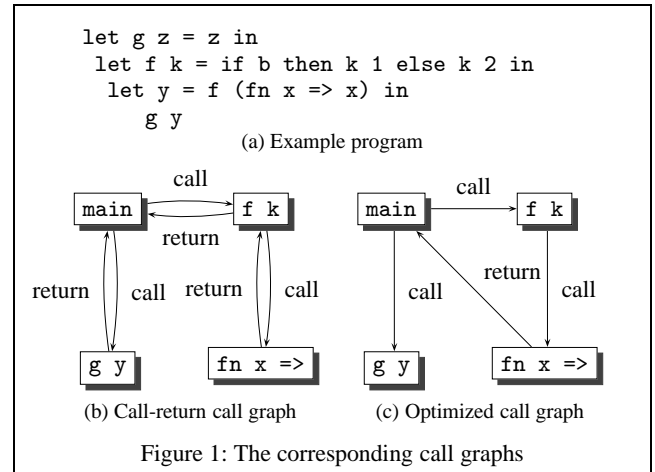 let g z = z in
let f k = if b then k 1 else k 2 in
let y = f (fn x => x) in
g y
(a) Example program
call
main
f k
return
return
call
return
call
g y
fn x =>
(b) Call-return call graph
call
main
f k
return
call
call
g y
fn x =>
(c) Optimized call graph
Figure 1: The corresponding call graphs